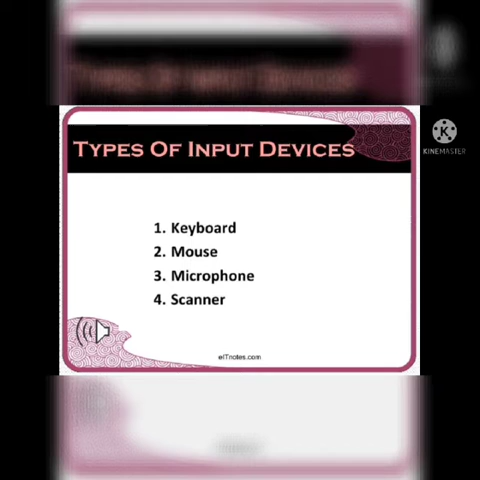 TYPES OF INPUT DEVICES
KINEMASTER
1. Keyboard
2. Mouse
3. Microphone
4. Scanner
eITnotes.com